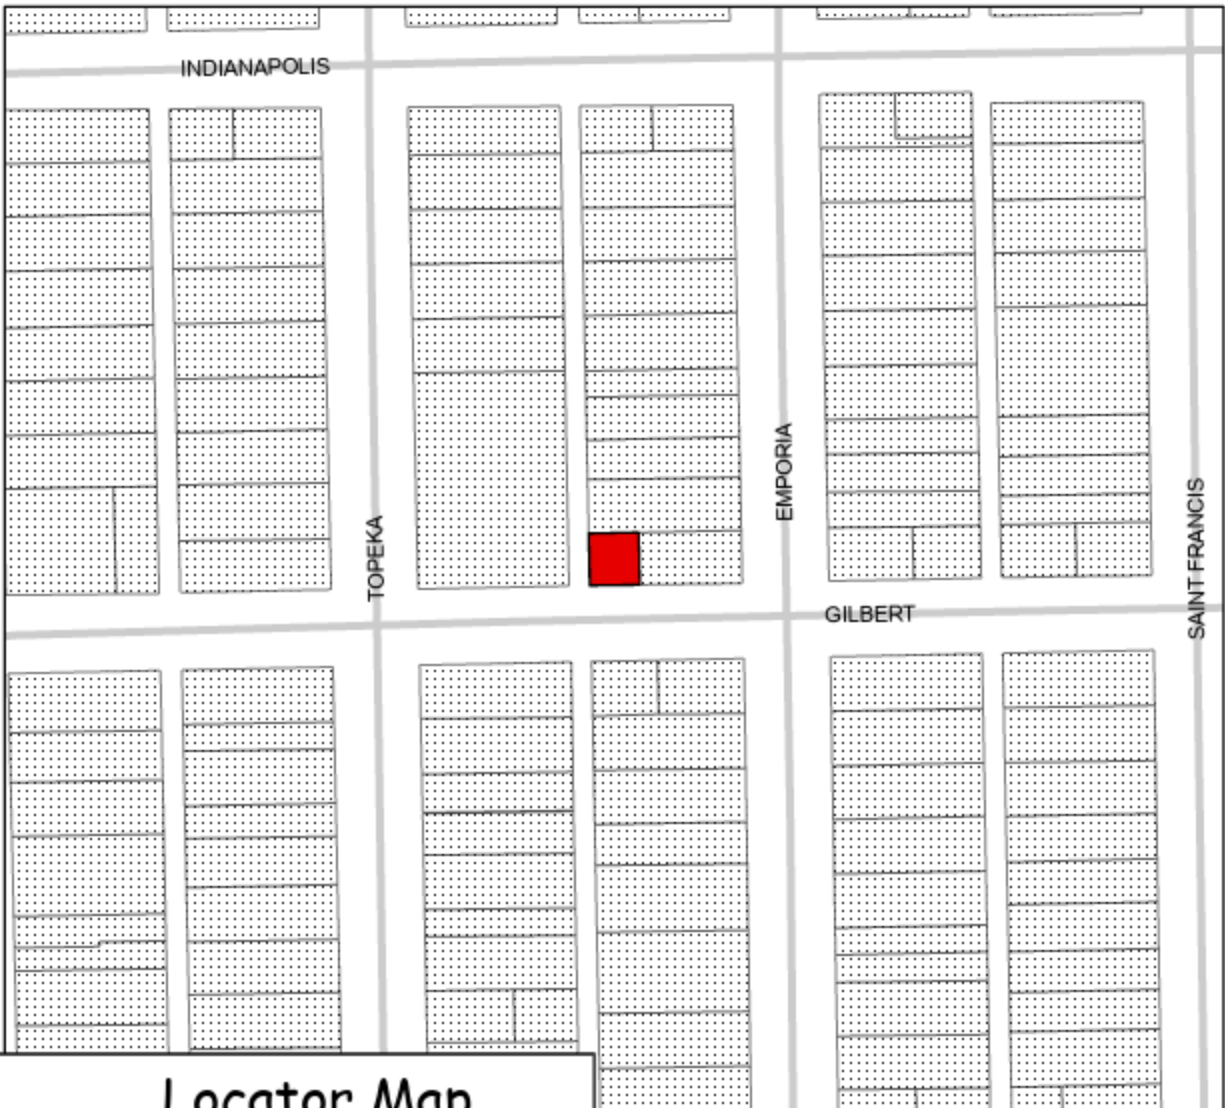 INDIANAPOLIS
EMPORIA
SAINT FRANCIS
TOPEKA
GILBERT
Locator Map